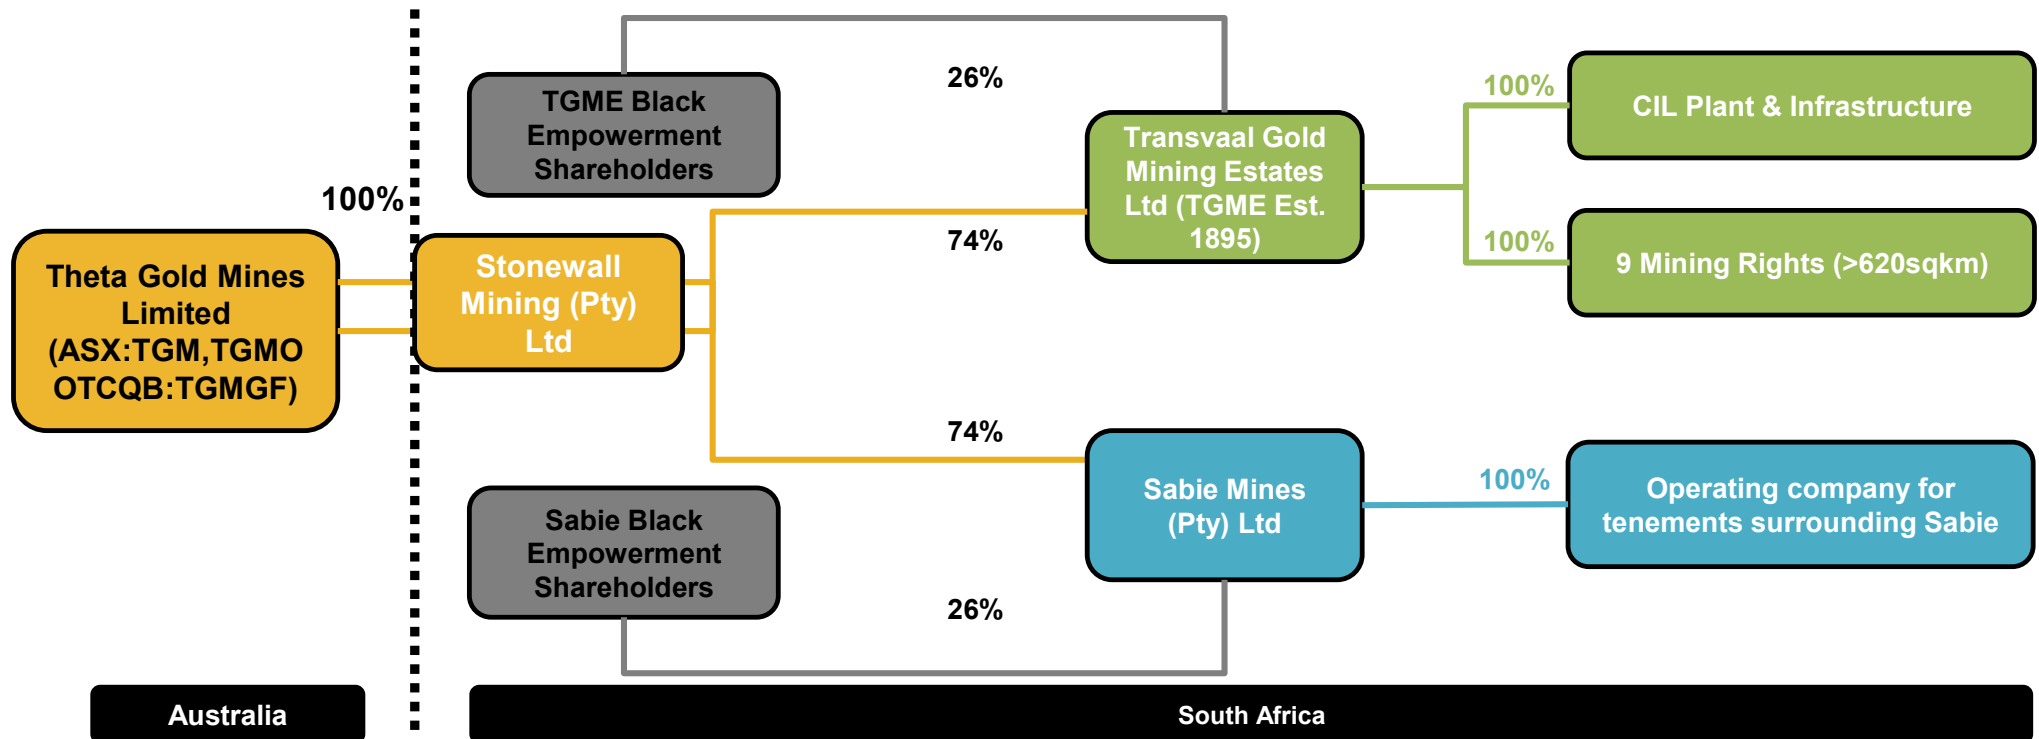 TGME Black
Empowerment
Shareholders
26%
Transvaal Gold
Mining Estates
Ltd (TGME Est.
1895)
100%
CIL Plant & Infrastructure
100%
9 Mining Rights (>620sqkm)
100%
Theta Gold Mines
Limited
(ASX:TGM,TGMO
OTCQB:TGMGF)
Stonewall
Mining (Pty)
Ltd
74%
74%
Sabie Black
Empowerment
Shareholders
26%
Sabie Mines
(Pty) Ltd
100%
Operating company for
tenements surrounding Sabie
Australia
South Africa